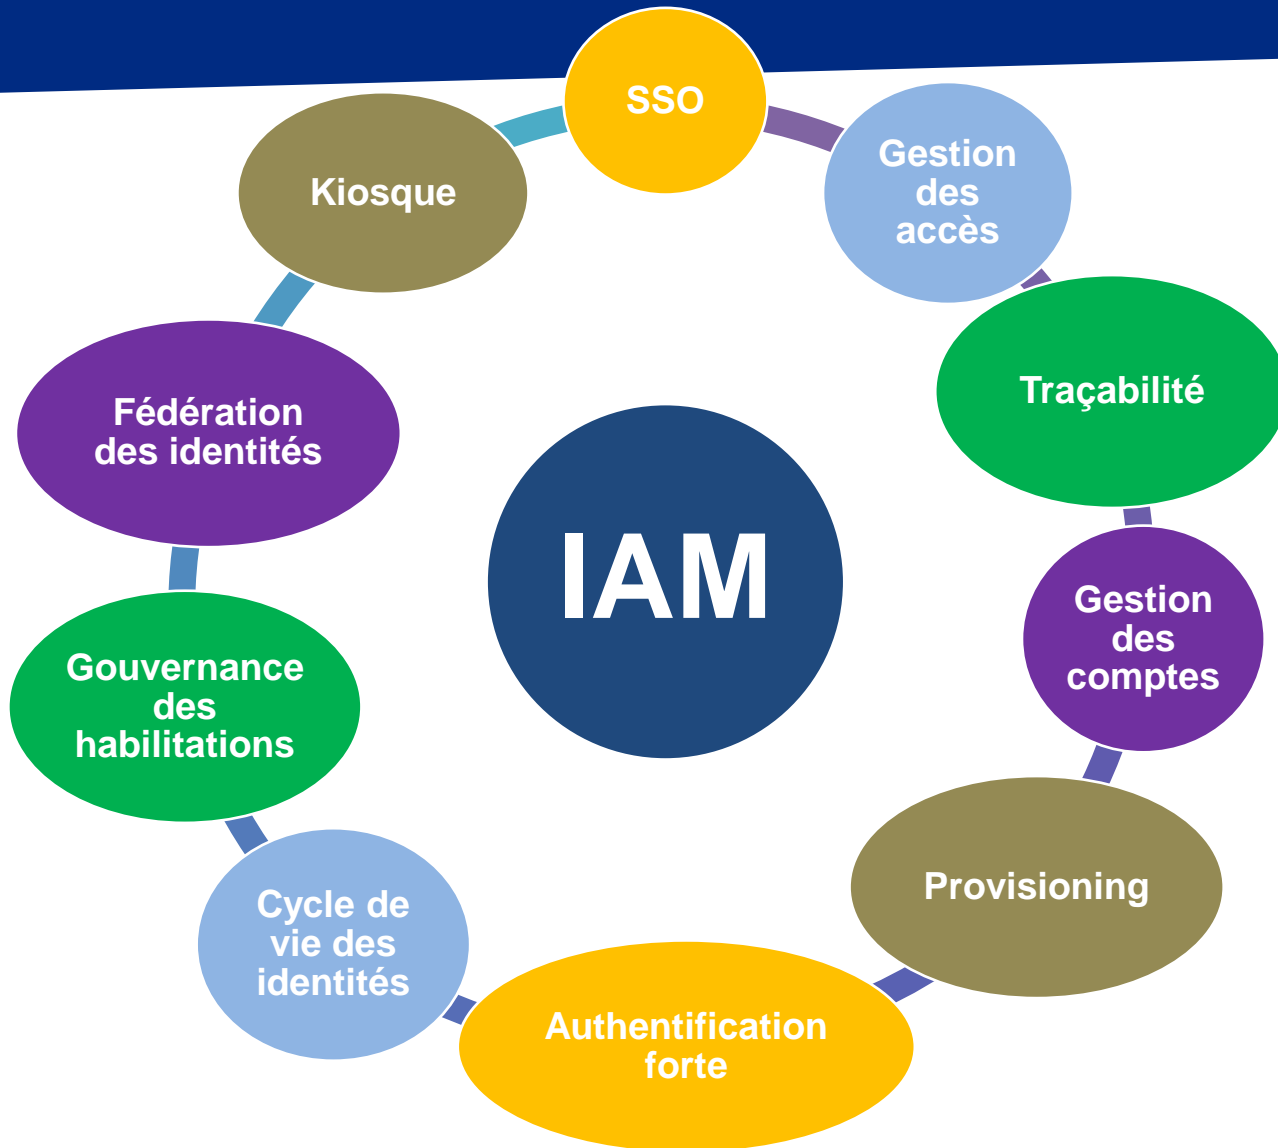 SSO
Gestion
des
accès
Traçabilité
Gestion
des
comptes
Provisioning
Authentification
forte
Cycle de
vie des
identités
Gouvernance
des
habilitations
Fédération
des identités
Kiosque
IAM